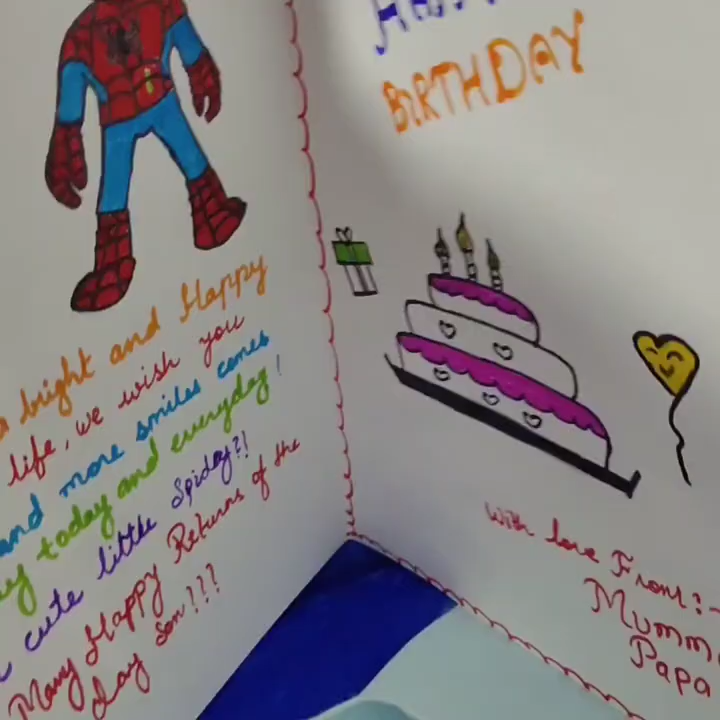 bright and Happy
life, we wish you
and more smiles comes
today and everyday!
cute little Spidey!!
Many Happy Returns of the
day Son!!!
BIRTHDAY
With love From:-
Mumm
Papa